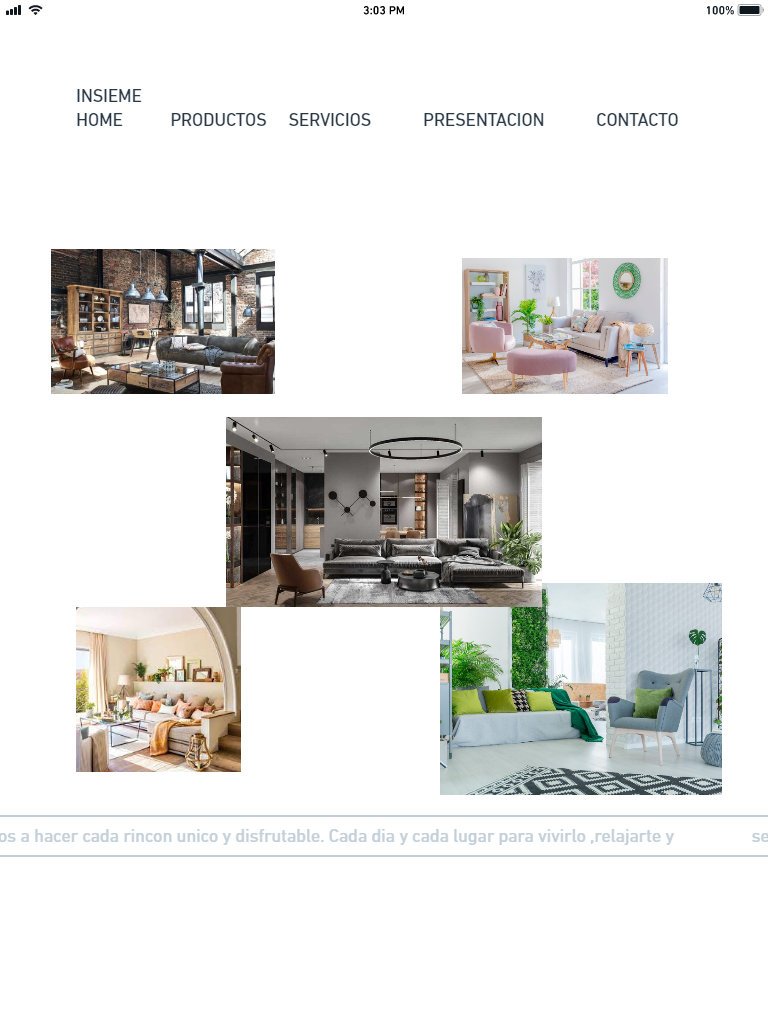 3:03 PM
100%
INSIEME
HOME PRODUCTOS SERVICIOS PRESENTACION CONTACTO
os a hacer cada rincon unico y disfrutable. Cada dia y cada lugar para vivirlo ,relajarte y se